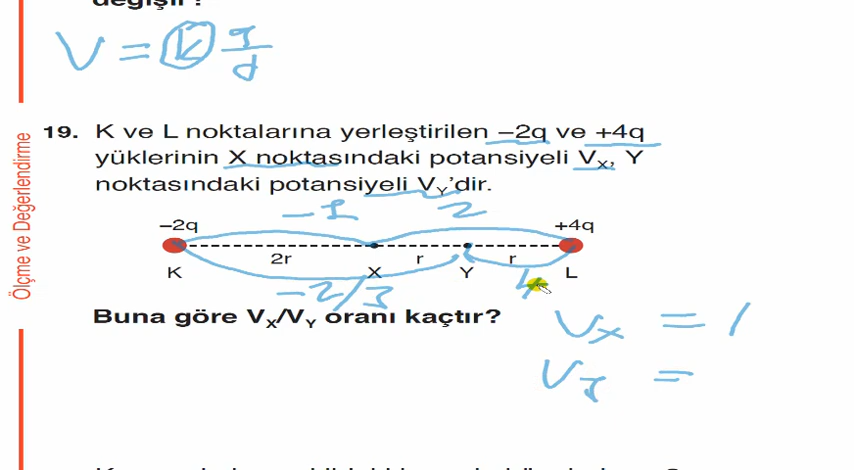 değişir?
V = k q/d
19. K ve L noktalarına yerleştirilen –2q ve +4q
yüklerinin X noktasındaki potansiyeli VX, Y
noktasındaki potansiyeli VY'dir.
-1 2
–2q +4q
2r r r
K X Y L
-2/3 4
Buna göre VX/VY oranı kaçtır?
Vx = 1
Vy =
Ölçme ve Değerlendirme